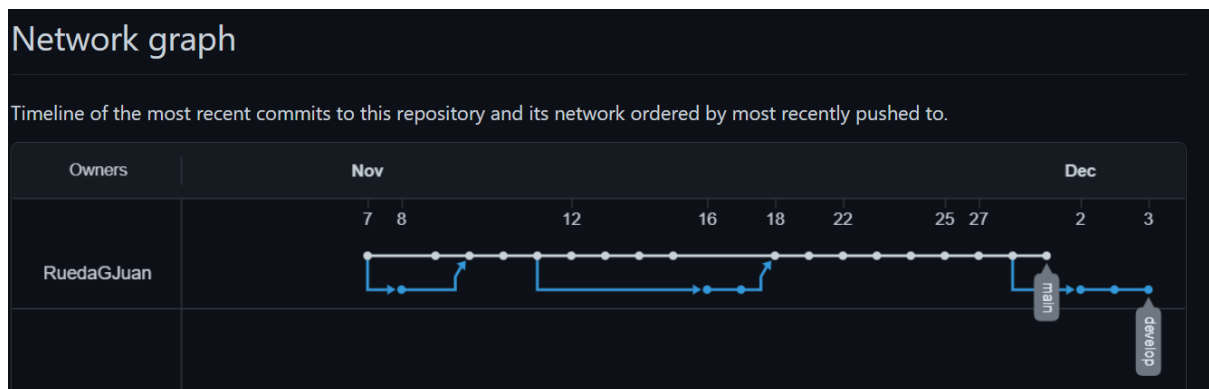 Network graph
Timeline of the most recent commits to this repository and its network ordered by most recently pushed to.
Owners Nov Dec
7 8 12 16 18 22 25 27 2 3
RuedaGJuan
main
develop